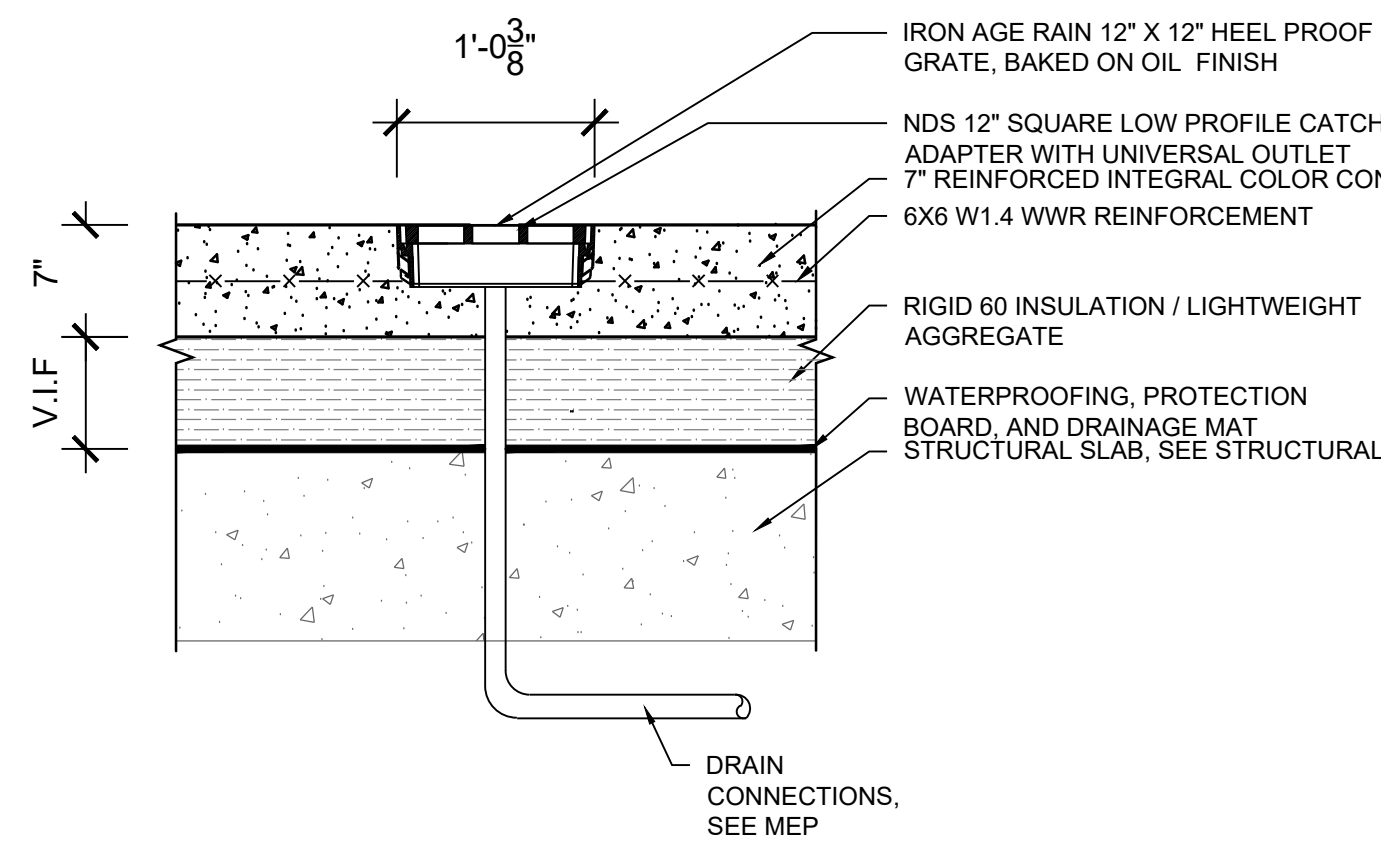 1'-0 3/8"
IRON AGE RAIN 12" X 12" HEEL PROOF
GRATE, BAKED ON OIL FINISH
NDS 12" SQUARE LOW PROFILE CATCH
ADAPTER WITH UNIVERSAL OUTLET
7" REINFORCED INTEGRAL COLOR CON
6X6 W1.4 WWR REINFORCEMENT
7"
RIGID 60 INSULATION / LIGHTWEIGHT
AGGREGATE
V.I.F
WATERPROOFING, PROTECTION
BOARD, AND DRAINAGE MAT
STRUCTURAL SLAB, SEE STRUCTURAL
DRAIN
CONNECTIONS,
SEE MEP